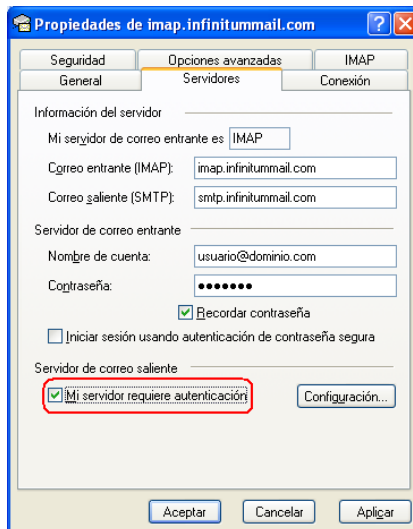 Propiedades de imap.infinitummail.com
Seguridad Opciones avanzadas IMAP
General Servidores Conexión
Información del servidor
Mi servidor de correo entrante es IMAP
Correo entrante (IMAP): imap.infinitummail.com
Correo saliente (SMTP): smtp.infinitummail.com
Servidor de correo entrante
Nombre de cuenta: usuario@dominio.com
Contraseña: •••••••
Recordar contraseña
Iniciar sesión usando autenticación de contraseña segura
Servidor de correo saliente
Mi servidor requiere autenticación Configuración...
Aceptar Cancelar Aplicar